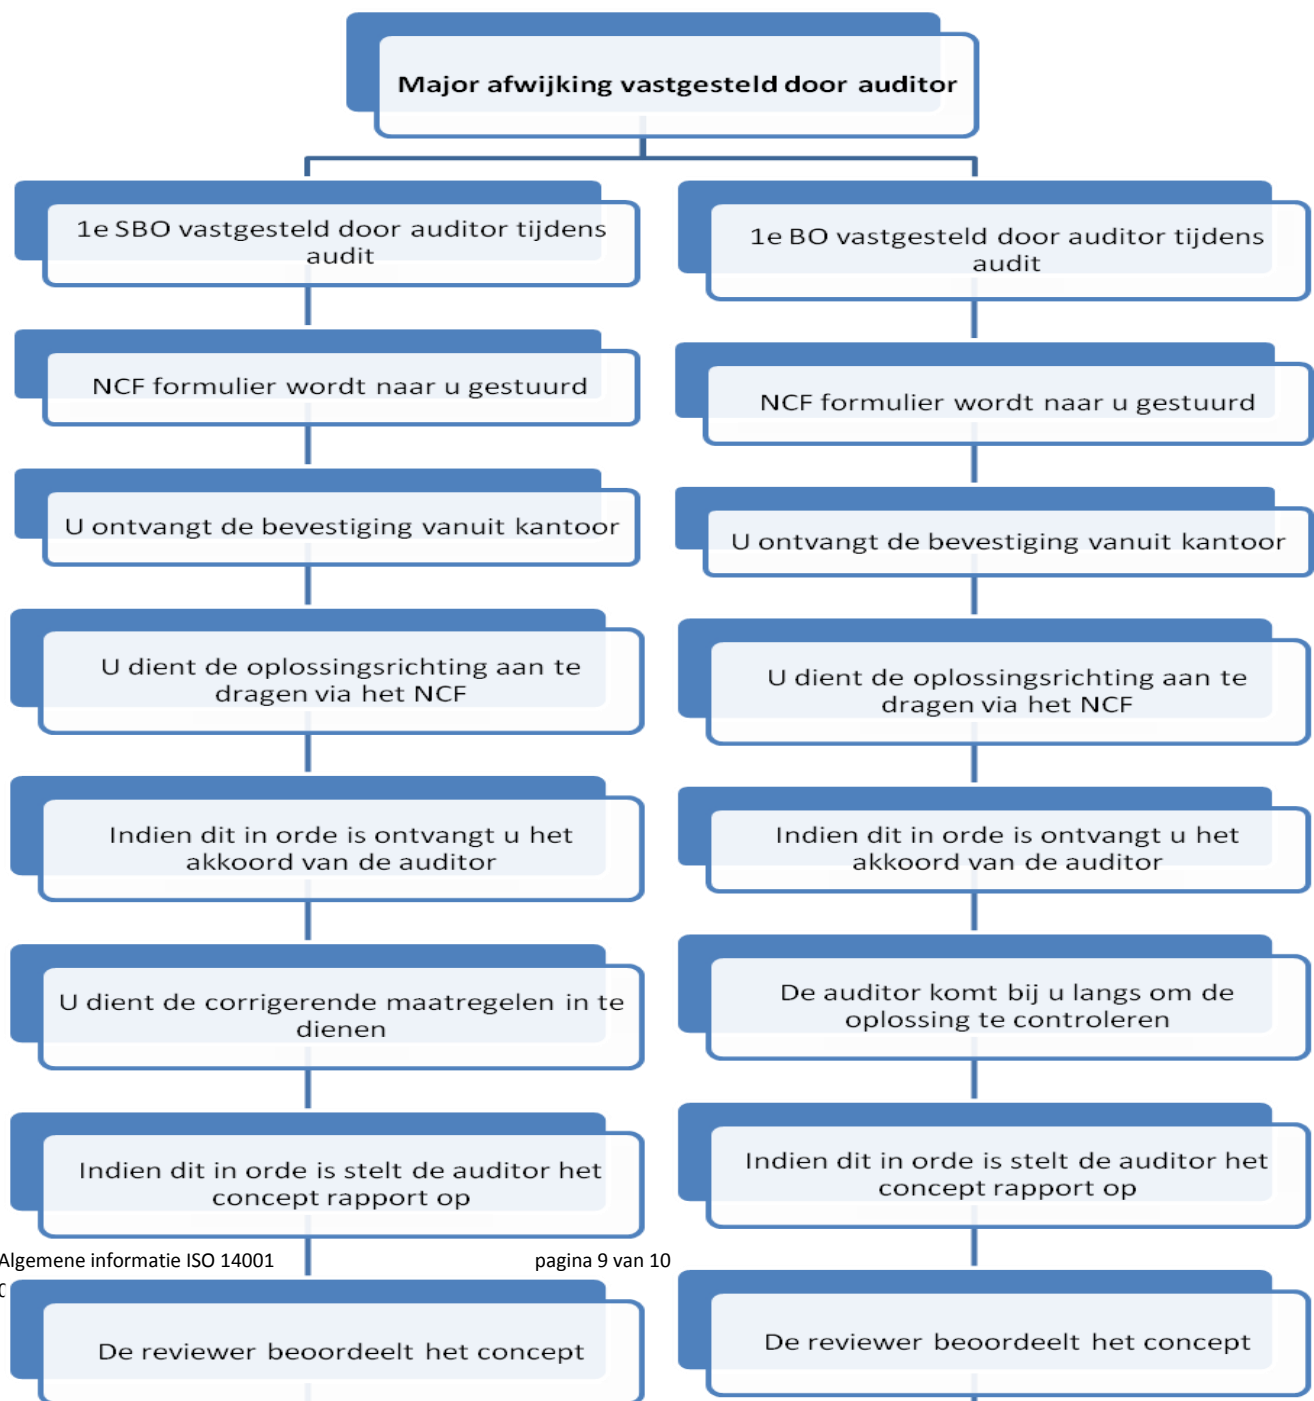 Major afwijking vastgesteld door auditor
1e SBO vastgesteld door auditor tijdens
audit
NCF formulier wordt naar u gestuurd
U ontvangt de bevestiging vanuit kantoor
U dient de oplossingsrichting aan te
dragen via het NCF
Indien dit in orde is ontvangt u het
akkoord van de auditor
U dient de corrigerende maatregelen in te
dienen
Indien dit in orde is stelt de auditor het
concept rapport op
De reviewer beoordeelt het concept
1e BO vastgesteld door auditor tijdens
audit
NCF formulier wordt naar u gestuurd
U ontvangt de bevestiging vanuit kantoor
U dient de oplossingsrichting aan te
dragen via het NCF
Indien dit in orde is ontvangt u het
akkoord van de auditor
De auditor komt bij u langs om de
oplossing te controleren
Indien dit in orde is stelt de auditor het
concept rapport op
De reviewer beoordeelt het concept
Algemene informatie ISO 14001 pagina 9 van 10